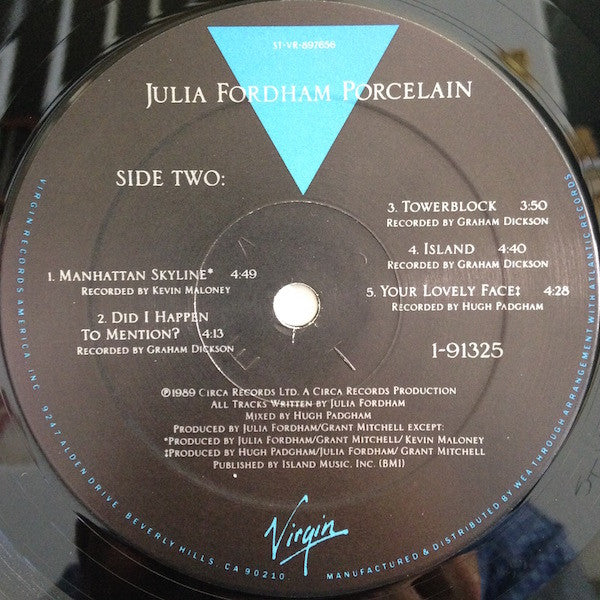 ST-VR-897656
JULIA FORDHAM PORCELAIN
SIDE TWO:
1. MANHATTAN SKYLINE* 4:49
RECORDED BY KEVIN MALONEY
2. DID I HAPPEN
TO MENTION? 4:13
RECORDED BY GRAHAM DICKSON
3. TOWERBLOCK 3:50
RECORDED BY GRAHAM DICKSON
4. ISLAND 4:40
RECORDED BY GRAHAM DICKSON
5. YOUR LOVELY FACE‡ 4:28
RECORDED BY HUGH PADGHAM
1-91325
℗1989 CIRCA RECORDS LTD. A CIRCA RECORDS PRODUCTION
ALL TRACKS WRITTEN BY JULIA FORDHAM
MIXED BY HUGH PADGHAM
PRODUCED BY JULIA FORDHAM/GRANT MITCHELL EXCEPT:
*PRODUCED BY JULIA FORDHAM/GRANT MITCHELL/ KEVIN MALONEY
‡PRODUCED BY HUGH PADGHAM/JULIA FORDHAM/ GRANT MITCHELL
PUBLISHED BY ISLAND MUSIC, INC. (BMI)
Virgin
VIRGIN RECORDS AMERICA, INC. 9247 ALDEN DRIVE, BEVERLY HILLS, CA 90210
MANUFACTURED & DISTRIBUTED BY WEA THROUGH ARRANGEMENT WITH ATLANTIC RECORDS